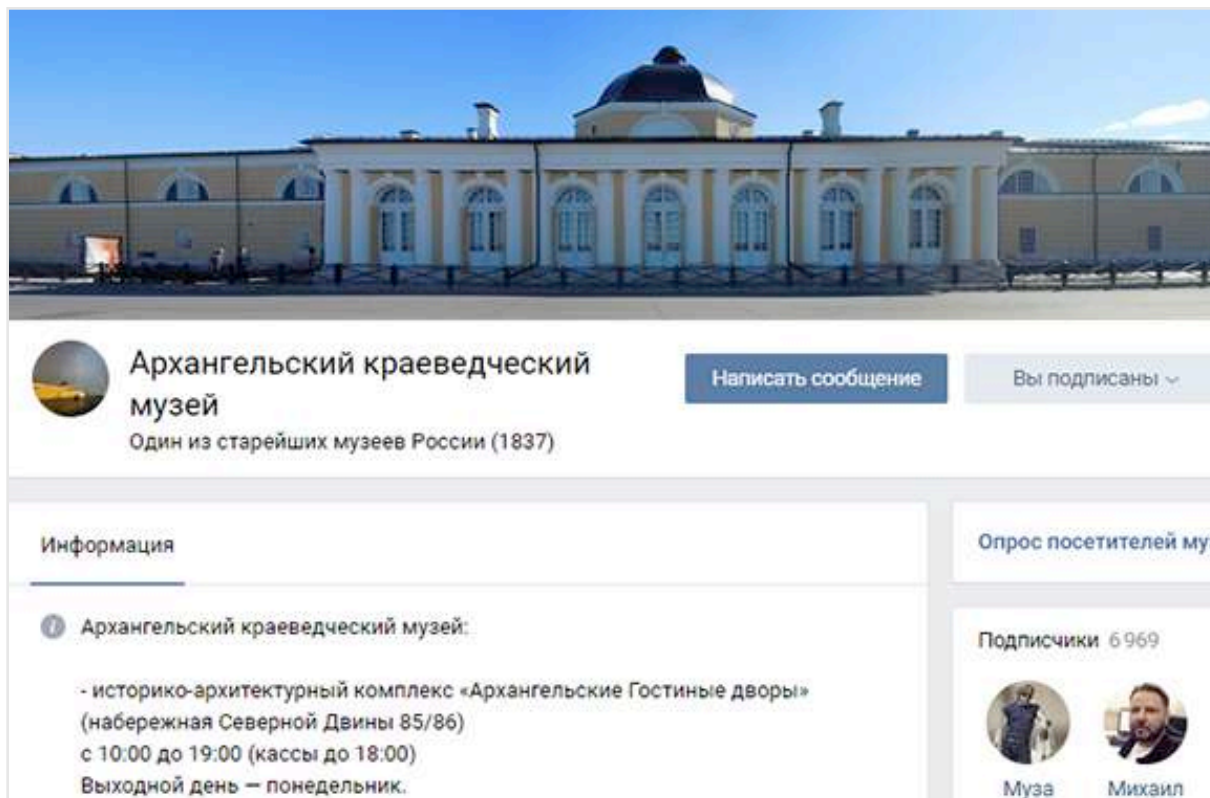 Архангельский краеведческий
музей
Один из старейших музеев России (1837)
Написать сообщение
Вы подписаны
Информация
Архангельский краеведческий музей:
- историко-архитектурный комплекс «Архангельские Гостиные дворы»
(набережная Северной Двины 85/86)
с 10:00 до 19:00 (кассы до 18:00)
Выходной день — понедельник.
Опрос посетителей
Подписчики 6 969
Муза
Михаил